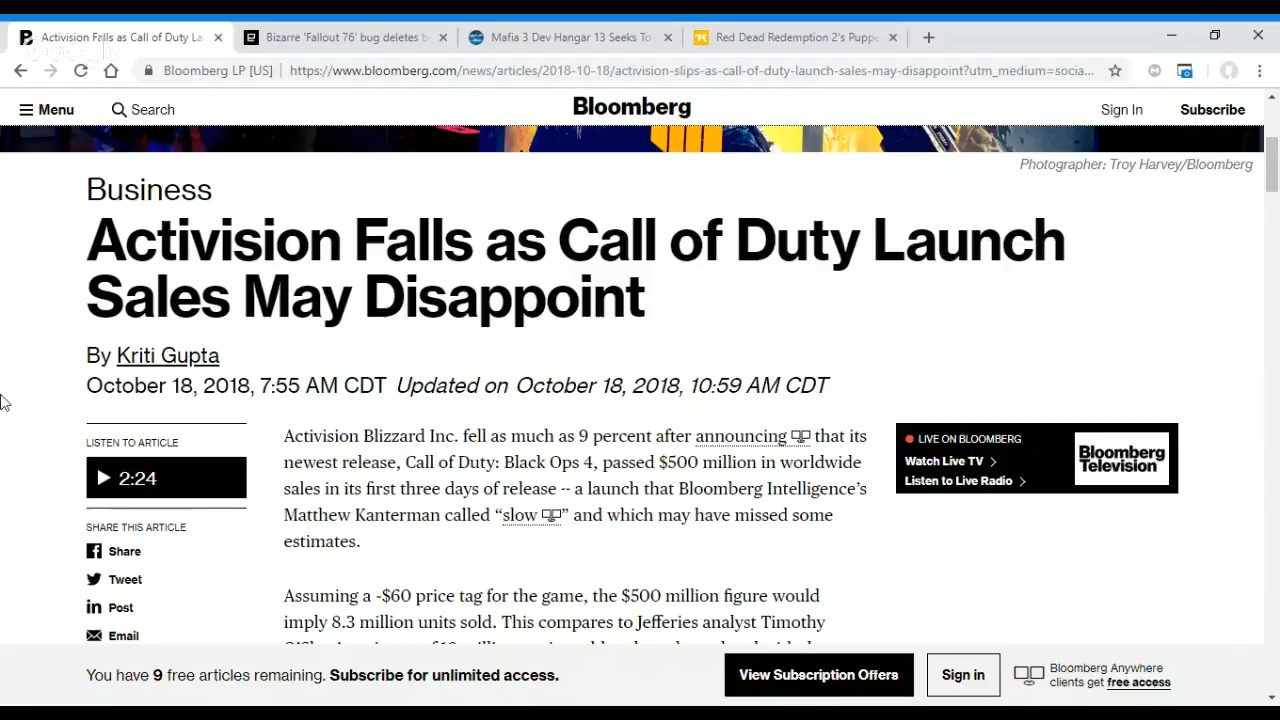 Activision Falls as Call of Duty La
Bizarre 'Fallout 76' bug deletes b
Mafia 3 Dev Hangar 13 Seeks To
Red Dead Redemption 2's Puppe
Bloomberg LP [US] https://www.bloomberg.com/news/articles/2018-10-18/activision-slips-as-call-of-duty-launch-sales-may-disappoint?utm_medium=socia...
Menu Search Bloomberg Sign In Subscribe
Photographer: Troy Harvey/Bloomberg
Business
Activision Falls as Call of Duty Launch
Sales May Disappoint
By Kriti Gupta
October 18, 2018, 7:55 AM CDT Updated on October 18, 2018, 10:59 AM CDT
LISTEN TO ARTICLE
2:24
SHARE THIS ARTICLE
Share
Tweet
in Post
Email
Activision Blizzard Inc. fell as much as 9 percent after announcing that its
newest release, Call of Duty: Black Ops 4, passed $500 million in worldwide
sales in its first three days of release -- a launch that Bloomberg Intelligence's
Matthew Kanterman called “slow” and which may have missed some
estimates.
Assuming a ~$60 price tag for the game, the $500 million figure would
imply 8.3 million units sold. This compares to Jefferies analyst Timothy
LIVE ON BLOOMBERG
Watch Live TV
Listen to Live Radio
Bloomberg
Television
You have 9 free articles remaining. Subscribe for unlimited access.
View Subscription Offers
Sign in
Bloomberg Anywhere
clients get free access